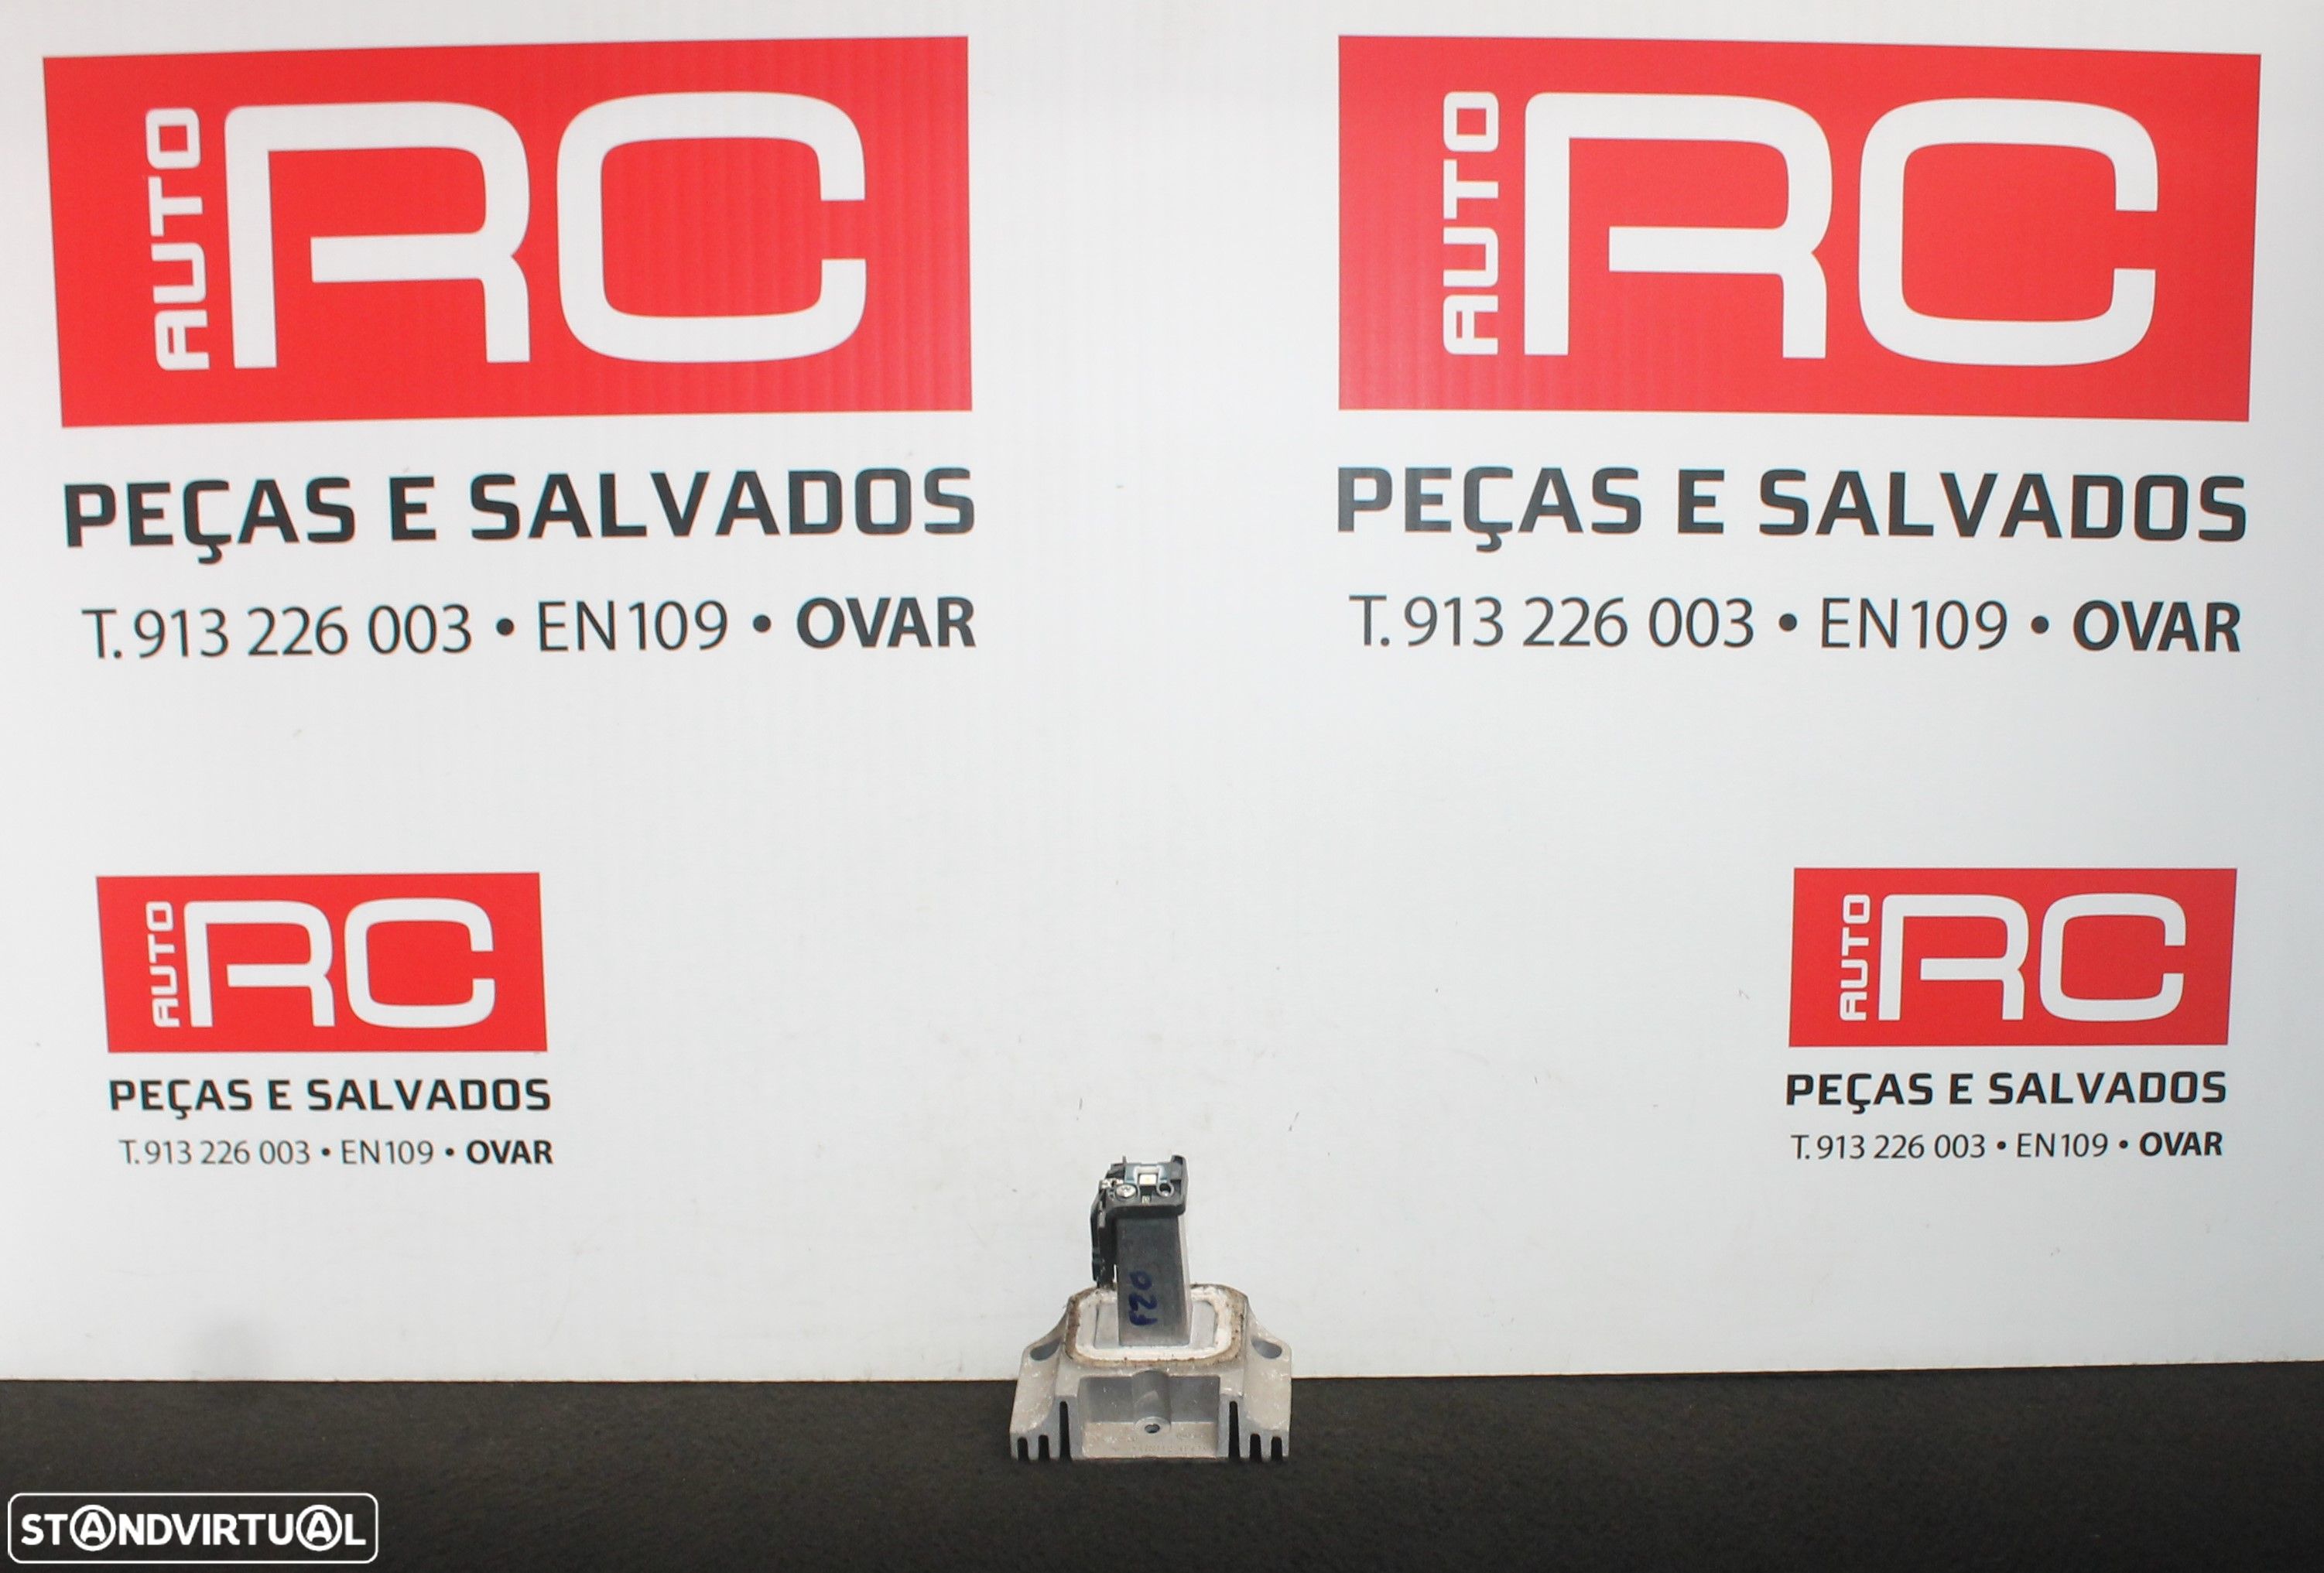 AUTO RC
PEÇAS E SALVADOS
T. 913 226 003 • EN 109 • OVAR
AUTO RC
PEÇAS E SALVADOS
T. 913 226 003 • EN 109 • OVAR
AUTO RC
PEÇAS E SALVADOS
T. 913 226 003 • EN 109 • OVAR
AUTO RC
PEÇAS E SALVADOS
T. 913 226 003 • EN 109 • OVAR
F20
STANDVIRTUAL